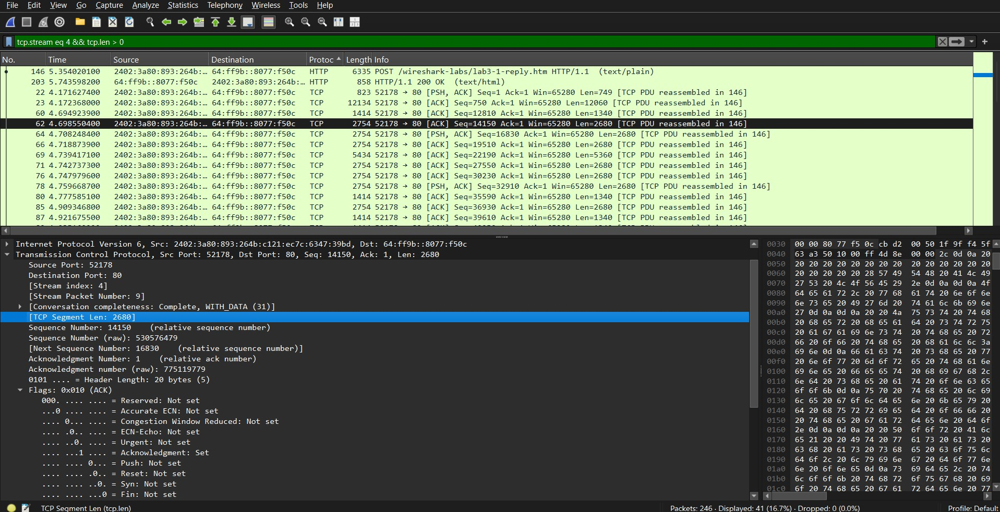 File Edit View Go Capture Analyze Statistics Telephony Wireless Tools Help
tcp.stream eq 4 && tcp.len > 0
No. Time Source Destination Protoc Length Info
146 5.354020100 2402:3a80:893:264b:… 64:ff9b::8077:f50c HTTP 6335 POST /wireshark-labs/lab3-1-reply.htm HTTP/1.1 (text/plain)
203 5.743598200 64:ff9b::8077:f50c 2402:3a80:893:264b:… HTTP 858 HTTP/1.1 200 OK (text/html)
22 4.171627400 2402:3a80:893:264b:… 64:ff9b::8077:f50c TCP 823 52178 → 80 [PSH, ACK] Seq=1 Ack=1 Win=65280 Len=749 [TCP PDU reassembled in 146]
23 4.172368000 2402:3a80:893:264b:… 64:ff9b::8077:f50c TCP 12134 52178 → 80 [ACK] Seq=750 Ack=1 Win=65280 Len=12060 [TCP PDU reassembled in 146]
60 4.694923900 2402:3a80:893:264b:… 64:ff9b::8077:f50c TCP 1414 52178 → 80 [ACK] Seq=12810 Ack=1 Win=65280 Len=1340 [TCP PDU reassembled in 146]
62 4.698550400 2402:3a80:893:264b:… 64:ff9b::8077:f50c TCP 2754 52178 → 80 [ACK] Seq=14150 Ack=1 Win=65280 Len=2680 [TCP PDU reassembled in 146]
64 4.708248400 2402:3a80:893:264b:… 64:ff9b::8077:f50c TCP 2754 52178 → 80 [PSH, ACK] Seq=16830 Ack=1 Win=65280 Len=2680 [TCP PDU reassembled in 146]
66 4.718873900 2402:3a80:893:264b:… 64:ff9b::8077:f50c TCP 2754 52178 → 80 [ACK] Seq=19510 Ack=1 Win=65280 Len=2680 [TCP PDU reassembled in 146]
69 4.739417100 2402:3a80:893:264b:… 64:ff9b::8077:f50c TCP 5434 52178 → 80 [ACK] Seq=22190 Ack=1 Win=65280 Len=5360 [TCP PDU reassembled in 146]
71 4.742737300 2402:3a80:893:264b:… 64:ff9b::8077:f50c TCP 2754 52178 → 80 [ACK] Seq=27550 Ack=1 Win=65280 Len=2680 [TCP PDU reassembled in 146]
76 4.747979600 2402:3a80:893:264b:… 64:ff9b::8077:f50c TCP 2754 52178 → 80 [ACK] Seq=30230 Ack=1 Win=65280 Len=2680 [TCP PDU reassembled in 146]
78 4.759668700 2402:3a80:893:264b:… 64:ff9b::8077:f50c TCP 2754 52178 → 80 [PSH, ACK] Seq=32910 Ack=1 Win=65280 Len=2680 [TCP PDU reassembled in 146]
80 4.777585100 2402:3a80:893:264b:… 64:ff9b::8077:f50c TCP 1414 52178 → 80 [ACK] Seq=35590 Ack=1 Win=65280 Len=1340 [TCP PDU reassembled in 146]
85 4.909346800 2402:3a80:893:264b:… 64:ff9b::8077:f50c TCP 2754 52178 → 80 [ACK] Seq=36930 Ack=1 Win=65280 Len=2680 [TCP PDU reassembled in 146]
87 4.921675500 2402:3a80:893:264b:… 64:ff9b::8077:f50c TCP 1414 52178 → 80 [ACK] Seq=39610 Ack=1 Win=65280 Len=1340 [TCP PDU reassembled in 146]
Internet Protocol Version 6, Src: 2402:3a80:893:264b:c121:ec7c:6347:39bd, Dst: 64:ff9b::8077:f50c
Transmission Control Protocol, Src Port: 52178, Dst Port: 80, Seq: 14150, Ack: 1, Len: 2680
Source Port: 52178
Destination Port: 80
[Stream index: 4]
[Stream Packet Number: 9]
[Conversation completeness: Complete, WITH_DATA (31)]
[TCP Segment Len: 2680]
Sequence Number: 14150 (relative sequence number)
Sequence Number (raw): 530576479
[Next Sequence Number: 16830 (relative sequence number)]
Acknowledgment Number: 1 (relative ack number)
Acknowledgment number (raw): 775119779
0101 .... = Header Length: 20 bytes (5)
Flags: 0x010 (ACK)
000. .... .... = Reserved: Not set
...0 .... .... = Accurate ECN: Not set
.... 0... .... = Congestion Window Reduced: Not set
.... .0.. .... = ECN-Echo: Not set
.... ..0. .... = Urgent: Not set
.... ...1 .... = Acknowledgment: Set
.... .... 0... = Push: Not set
.... .... .0.. = Reset: Not set
.... .... ..0. = Syn: Not set
.... .... ...0 = Fin: Not set
0030 00 00 80 77 f5 0c cb d2 00 50 1f 9f f4 5f
0040 63 a3 50 10 00 ff 4d 8e 00 00 2c 0d 0a 20
0050 20 20 20 20 20 20 20 20 20 20 20 20 20 20
0060 20 20 20 20 20 28 57 49 54 48 20 41 4c 49
0070 27 53 20 4c 4f 56 45 29 2e 0d 0a 0d 0a 4f
0080 64 65 61 72 2c 20 77 68 61 74 20 6e 6f 6e
0090 6e 73 65 20 49 27 6d 20 74 61 6c 6b 69 6e
00a0 27 0d 0a 0d 0a 20 20 4a 75 73 74 20 74 68
00b0 20 68 65 72 20 68 65 61 64 20 73 74 72 75
00c0 20 61 67 61 69 6e 73 74 20 74 68 65 20 72
00d0 66 20 6f 66 20 74 68 65 20 68 61 6c 6c 3a
00e0 69 6e 0d 0a 66 61 63 74 20 73 68 65 20 77
00f0 20 6e 6f 77 20 6d 6f 72 65 20 74 68 61 6e
0100 69 6e 65 20 66 65 65 74 20 68 69 67 68 2c
0110 6e 64 20 73 68 65 20 61 74 20 6f 6e 63 65
0120 6f 6f 6b 0d 0a 75 70 20 74 68 65 20 6c 69
0130 6c 65 20 67 6f 6c 64 65 6e 20 6b 65 79 20
0140 64 20 68 75 72 72 69 65 64 20 6f 66 66 20
0150 20 74 68 65 20 67 61 72 64 65 6e 20 64 6f
0160 2e 0d 0a 0d 0a 20 20 50 6f 6f 72 20 41 6c
0170 65 21 20 20 49 74 20 77 61 73 20 61 73 20
0180 63 68 20 61 73 20 73 68 65 20 63 6f 75 6c
0190 64 6f 2c 20 6c 79 69 6e 67 20 64 6f 77 6e
01a0 6e 20 6f 6e 65 0d 0a 73 69 64 65 2c 20 74
01b0 6c 6f 6f 6b 20 74 68 72 6f 75 67 68 20 69
01c0 6f 20 74 68 65 20 67 61 72 64 65 6e 20 77
TCP Segment Len (tcp.len) Packets: 246 · Displayed: 41 (16.7%) · Dropped: 0 (0.0%) Profile: Default